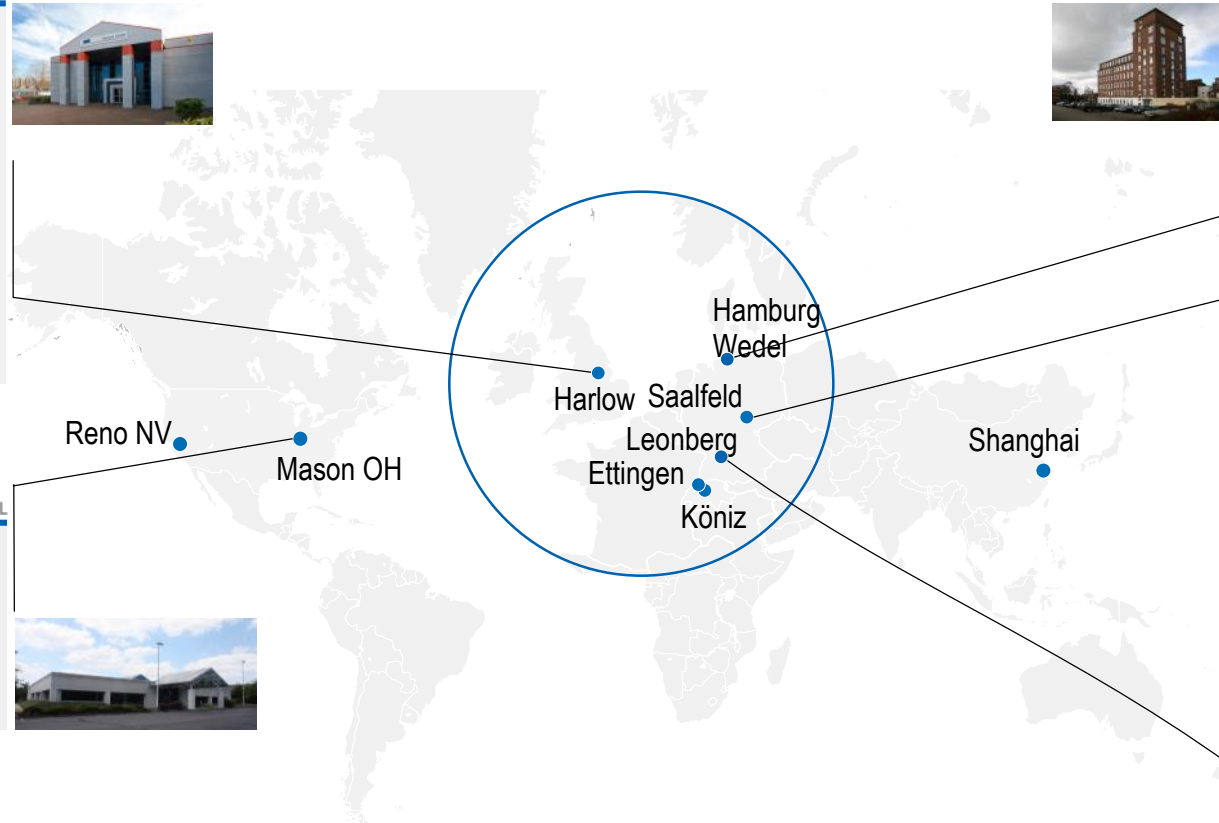 Hamburg
Wedel
Harlow
Saalfeld
Reno NV
Leonberg
Shanghai
Mason OH
Ettingen
Köniz
L